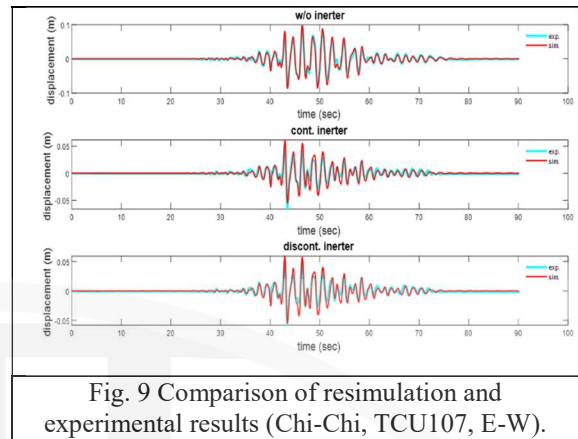 w/o inerter
displacement (m)
0.1
0
-0.1
exp.
sim.
0 10 20 30 40 50 60 70 80 90 100
time (sec)
cont. inerter
displacement (m)
0.05
0
-0.05
exp.
sim.
0 10 20 30 40 50 60 70 80 90 100
time (sec)
discont. inerter
displacement (m)
0.05
0
-0.05
exp.
sim.
0 10 20 30 40 50 60 70 80 90 100
time (sec)
Fig. 9 Comparison of resimulation and
experimental results (Chi-Chi, TCU107, E-W).